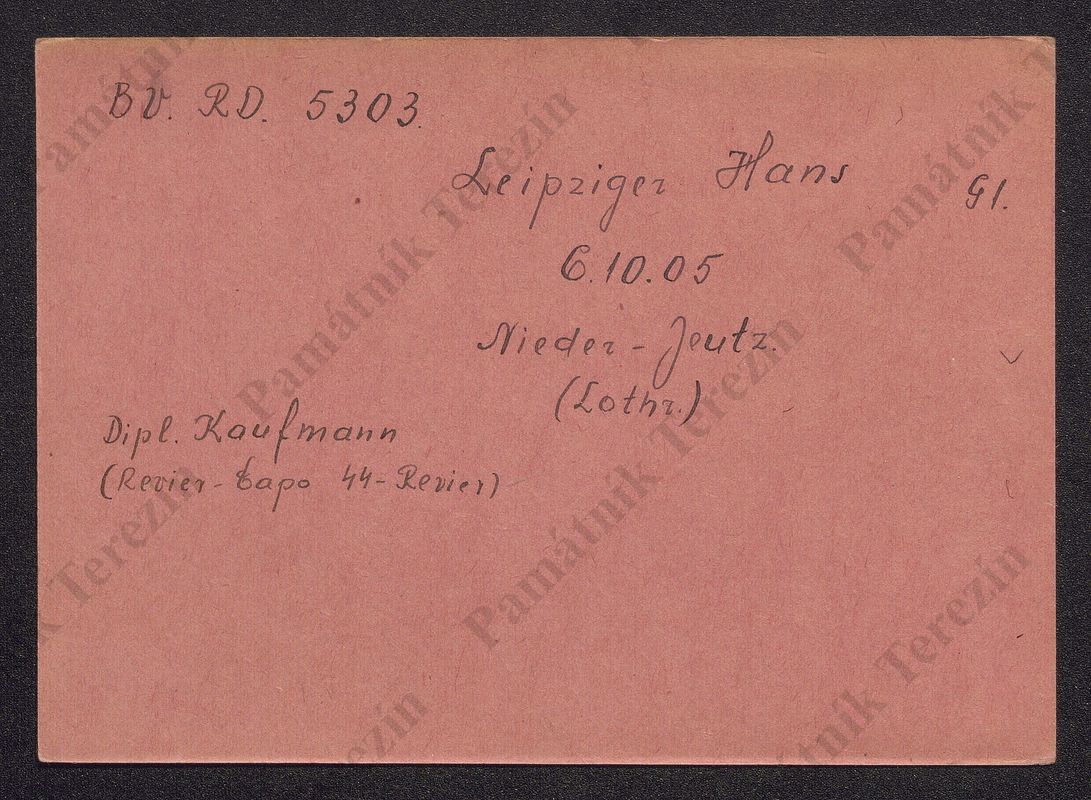 BV. RD. 5303.
Leipziger Hans
Gl.
6.10.05
Nieder-Jeutz.
(Lothr.)
Dipl. Kaufmann
(Revier-Capo 44-Revier)
Památník Terezín